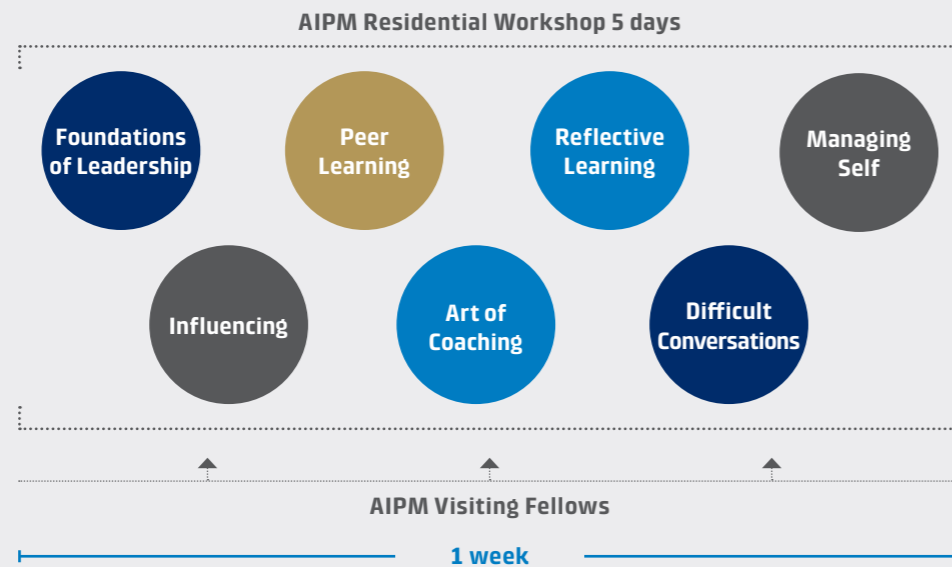 AIPM Residential Workshop 5 days
Foundations
of Leadership
Peer
Learning
Reflective
Learning
Managing
Self
Influencing
Art of
Coaching
Difficult
Conversations
AIPM Visiting Fellows
1 week